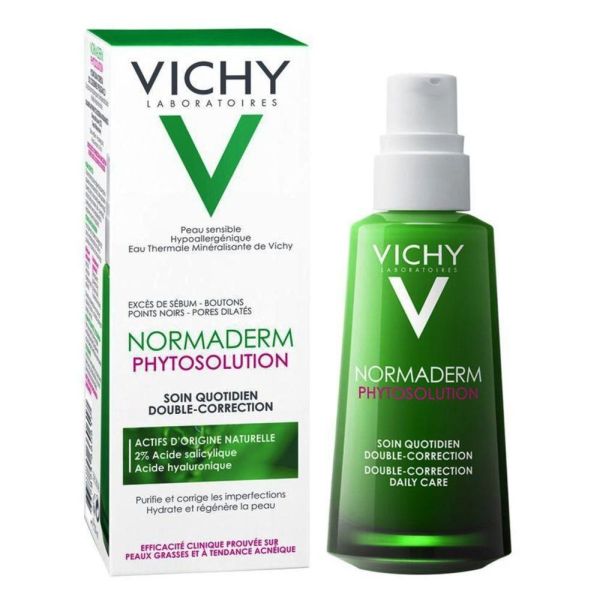 VICHY
LABORATOIRES
Peau sensible
Hypoallergénique
Eau Thermale Minéralisante de Vichy
EXCÈS DE SÉBUM - BOUTONS
POINTS NOIRS - PORES DILATÉS
NORMADERM
PHYTOSOLUTION
SOIN QUOTIDIEN
DOUBLE-CORRECTION
ACTIFS D'ORIGINE NATURELLE
2% Acide salicylique
Acide hyaluronique
Purifie et corrige les imperfections
Hydrate et régénère la peau
EFFICACITÉ CLINIQUE PROUVÉE SUR
PEAUX GRASSES ET À TENDANCE ACNÉIQUE
VICHY
LABORATOIRES
NORMADERM
PHYTOSOLUTION
SOIN QUOTIDIEN
DOUBLE-CORRECTION
DOUBLE-CORRECTION
DAILY CARE